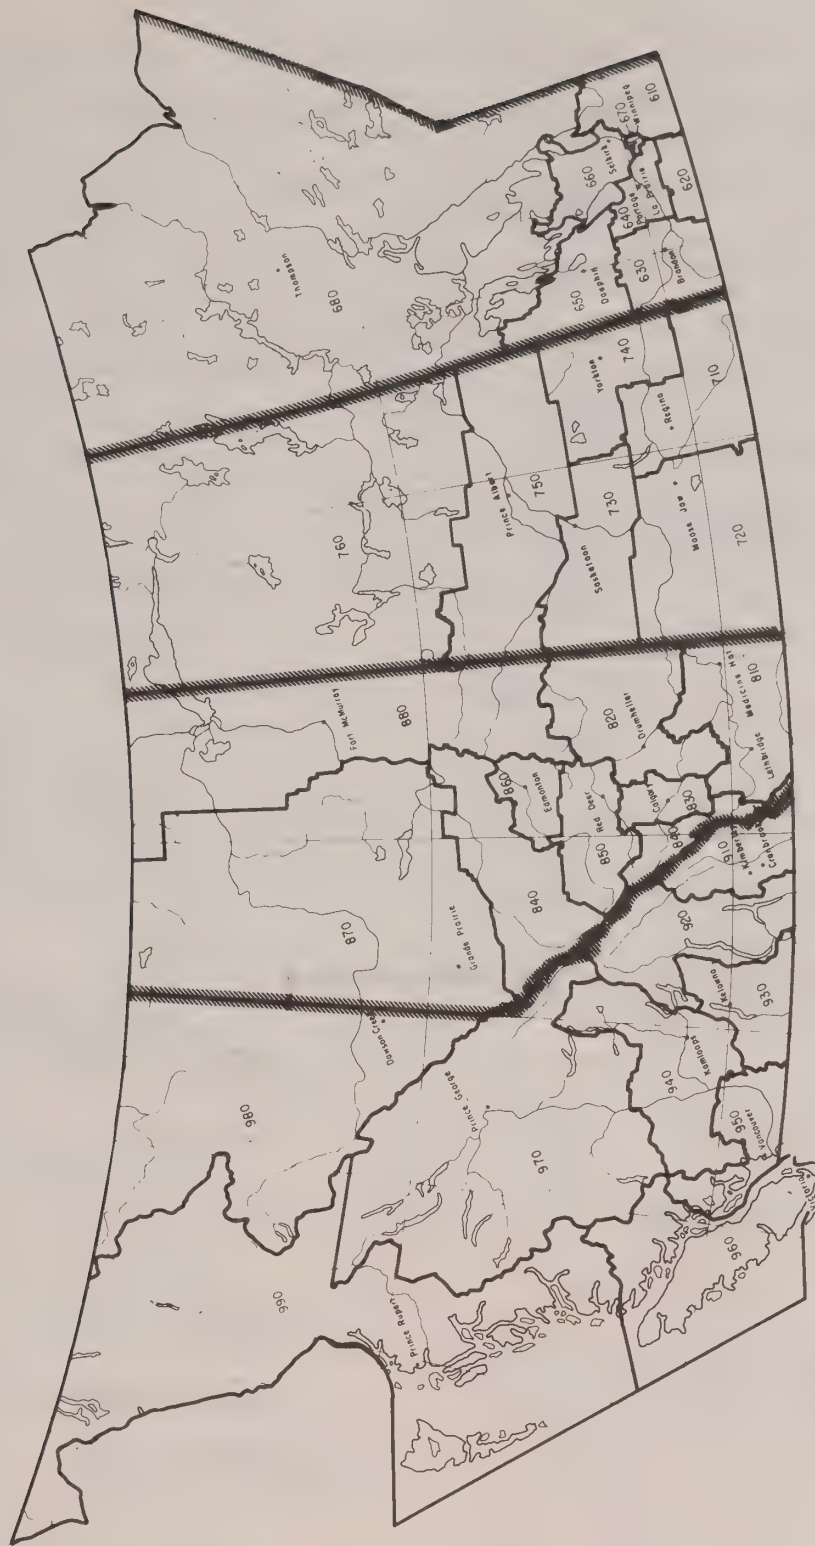 610
Winnipeg
670
Selkirk
660
620
Portage
La Prairie
640
630
Brandon
650
Dauphin
680
Thompson
710
Regina
740
Yorkton
720
Moose Jaw
730
Saskatoon
750
Prince Albert
760
810
Medicine Hat
Lethbridge
820
Drumheller
830
Calgary
840
850
Red Deer
860
Edmonton
840
870
Grande Prairie
880
Fort McMurray
910
Kimberley
Cranbrook
920
930
Kelowna
940
Kamloops
950
Vancouver
960
Victoria
970
Prince George
980
Dawson Creek
990
Prince Rupert